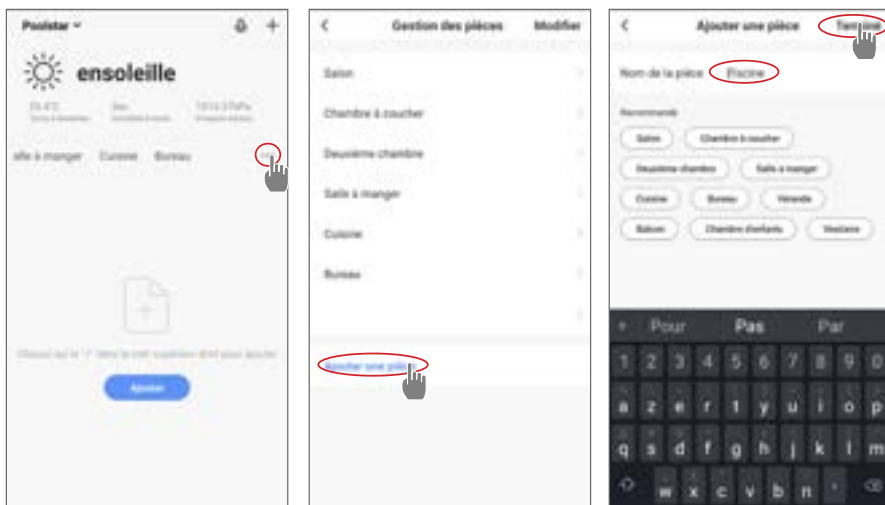 Poolstar
ensoleille
alle à manger Cuisine Bureau
Ajouter
Gestion des pièces Modifier
Salon
Chambre à coucher
Deuxième chambre
Salle à manger
Cuisine
Bureau
Ajouter une pièce
Ajouter une pièce Terminé
Nom de la pièce Piscine
Recommandé
Salon Chambre à coucher
Deuxième chambre Salle à manger
Cuisine Bureau Véranda
Balcon Chambre d'enfants Vestiaire
Pour Pas Par
1 2 3 4 5 6 7 8 9 0
a z e r t y u i o p
q s d f g h j k l m
w x c v b n '